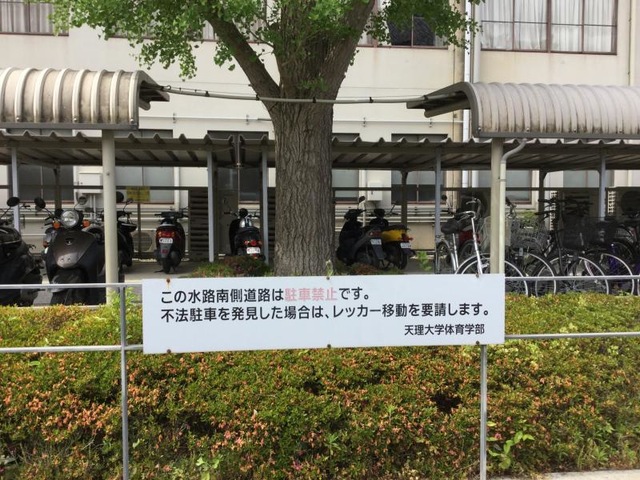 この水路南側道路は駐車禁止です。
不法駐車を発見した場合は、レッカー移動を要請します。
天理大学体育学部